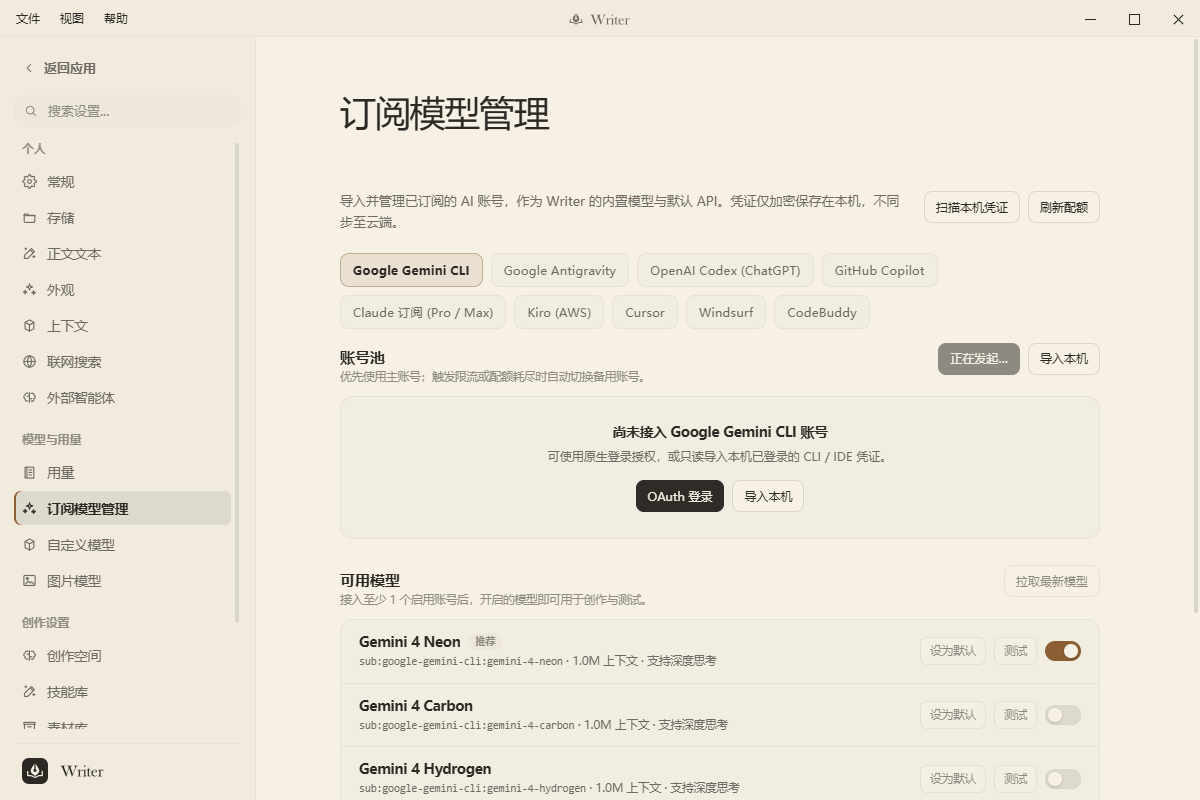 文件 视图 帮助
Writer
返回应用
搜索设置...
个人
常规
存储
正文文本
外观
上下文
联网搜索
外部智能体
模型与用量
用量
订阅模型管理
自定义模型
图片模型
创作设置
创作空间
技能库
素材库
Writer
订阅模型管理
导入并管理已订阅的 AI 账号，作为 Writer 的内置模型与默认 API。凭证仅加密保存在本机，不同
步至云端。
扫描本机凭证 刷新配额
Google Gemini CLI Google Antigravity OpenAI Codex (ChatGPT) GitHub Copilot
Claude 订阅 (Pro / Max) Kiro (AWS) Cursor Windsurf CodeBuddy
账号池
优先使用主账号；触发限流或配额耗尽时自动切换备用账号。
正在发起... 导入本机
尚未接入 Google Gemini CLI 账号
可使用原生登录授权，或只读导入本机已登录的 CLI / IDE 凭证。
OAuth 登录 导入本机
可用模型
接入至少 1 个启用账号后，开启的模型即可用于创作与测试。
拉取最新模型
Gemini 4 Neon 推荐
sub:google-gemini-cli:gemini-4-neon · 1.0M 上下文 · 支持深度思考
设为默认 测试
Gemini 4 Carbon
sub:google-gemini-cli:gemini-4-carbon · 1.0M 上下文 · 支持深度思考
设为默认 测试
Gemini 4 Hydrogen
sub:google-gemini-cli:gemini-4-hydrogen · 1.0M 上下文 · 支持深度思考
设为默认 测试